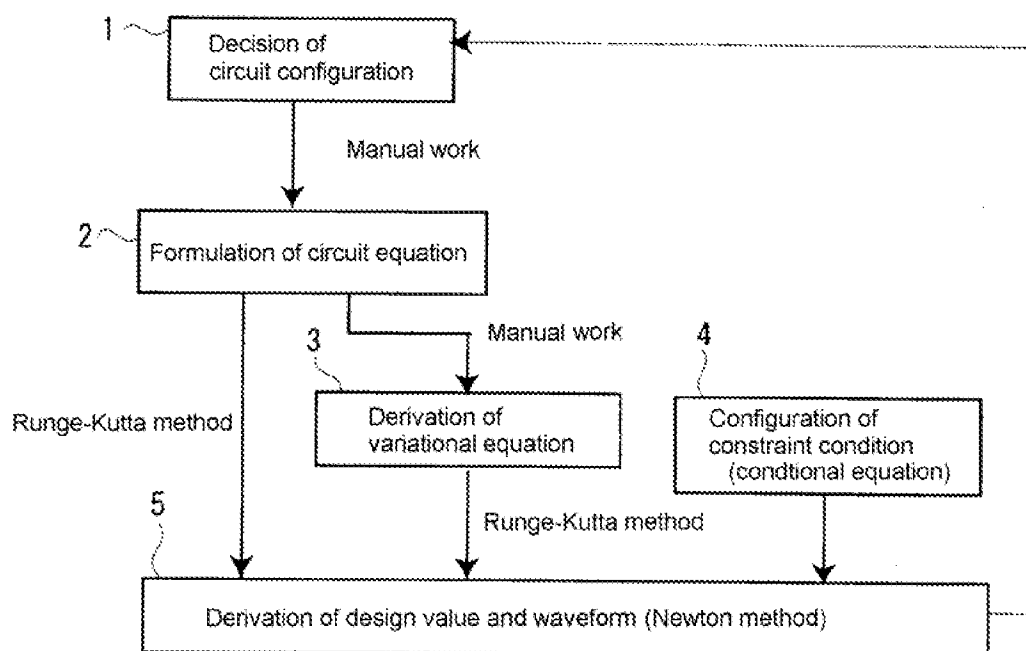 1
Decision of
circuit configuration
Manual work
2
Formulation of circuit equation
Manual work
3
4
Runge-Kutta method
Derivation of
variational equation
Configuration of
constraint condition
(condtional equation)
Runge-Kutta method
5
Derivation of design value and waveform (Newton method)